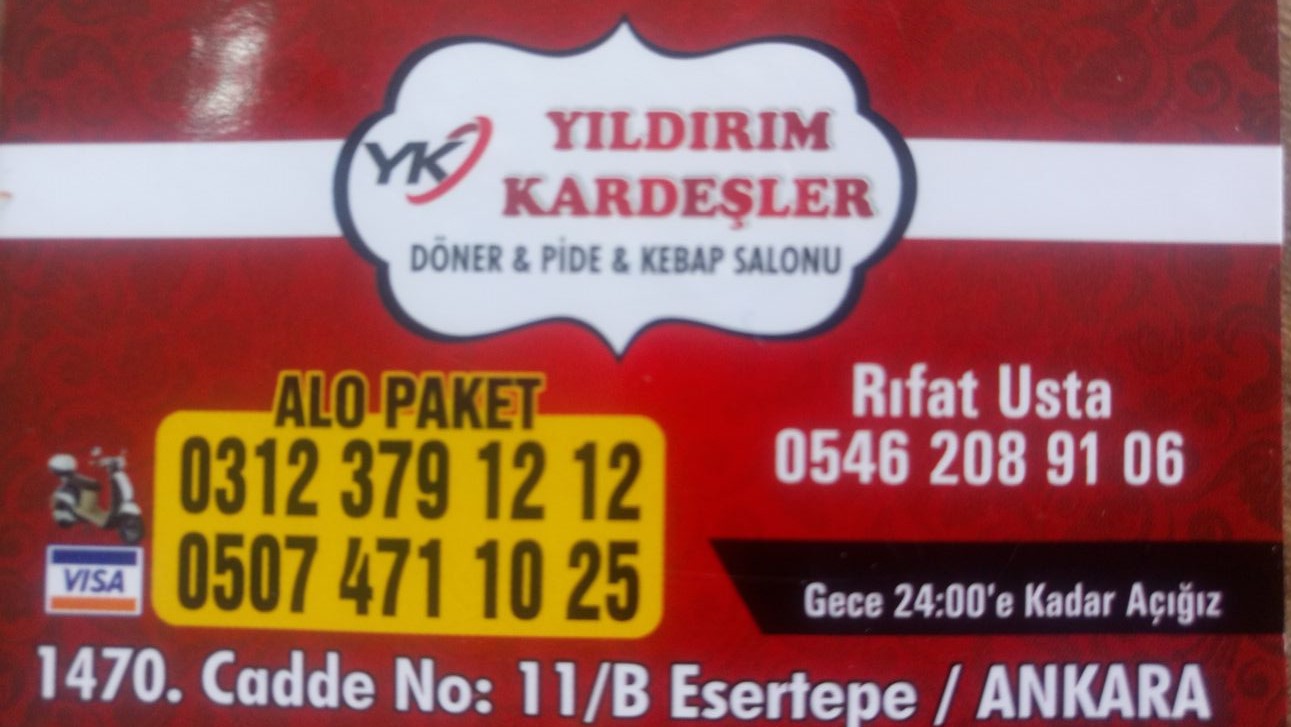 YK
YILDIRIM
KARDEŞLER
DÖNER & PİDE & KEBAP SALONU
ALO PAKET
0312 379 12 12
0507 471 10 25
VISA
Rıfat Usta
0546 208 91 06
Gece 24:00'e Kadar Açığız
1470. Cadde No: 11/B Esertepe / ANKARA